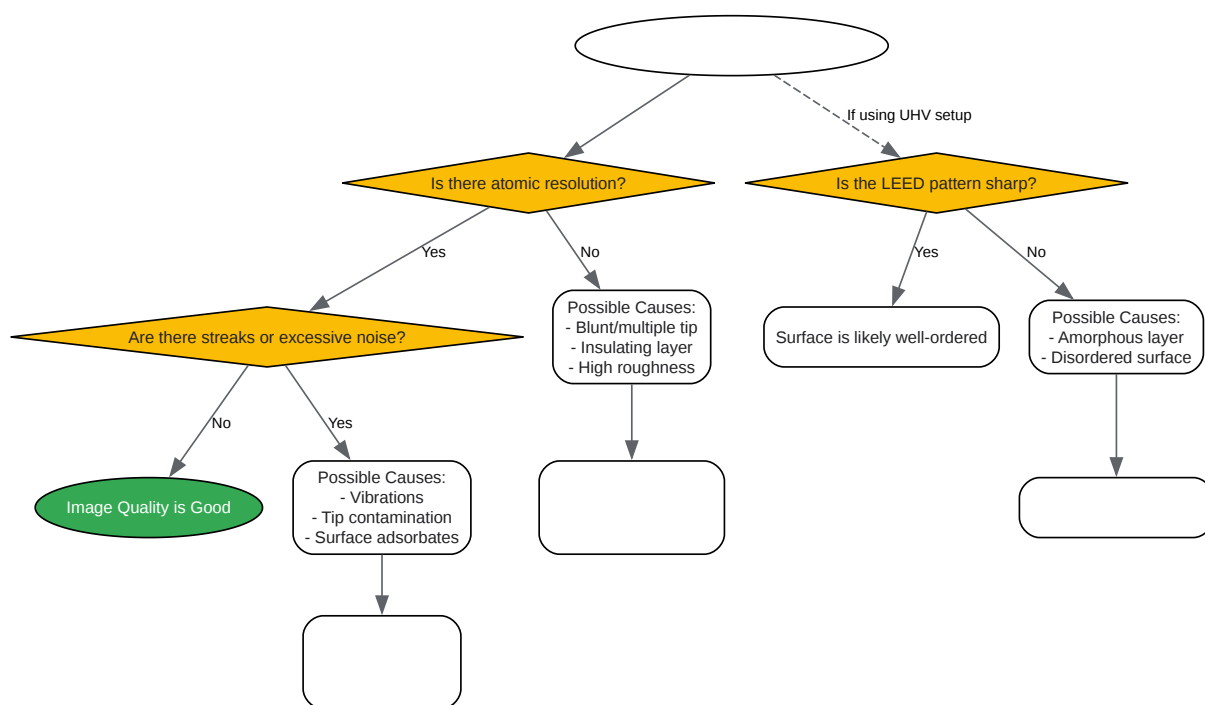 If using UHV setup
Is there atomic resolution?
Is the LEED pattern sharp?
Yes
No
Yes
No
Are there streaks or excessive noise?
Possible Causes:
- Blunt/multiple tip
- Insulating layer
- High roughness
Surface is likely well-ordered
Possible Causes:
- Amorphous layer
- Disordered surface
No
Yes
Image Quality is Good
Possible Causes:
- Vibrations
- Tip contamination
- Surface adsorbates